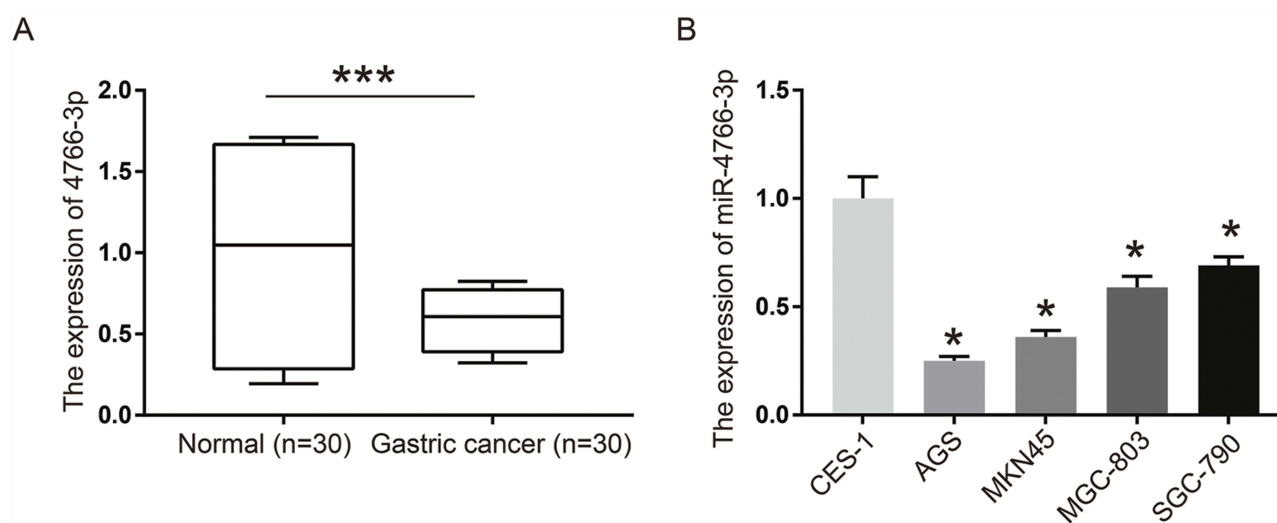 A
The expression of 4766-3p
2.0
1.5
1.0
0.5
0.0
***
Normal (n=30)
Gastric cancer (n=30)
B
The expression of miR-4766-3p
1.5
1.0
0.5
0.0
*
*
*
*
CES-1
AGS
MKN45
MGC-803
SGC-790